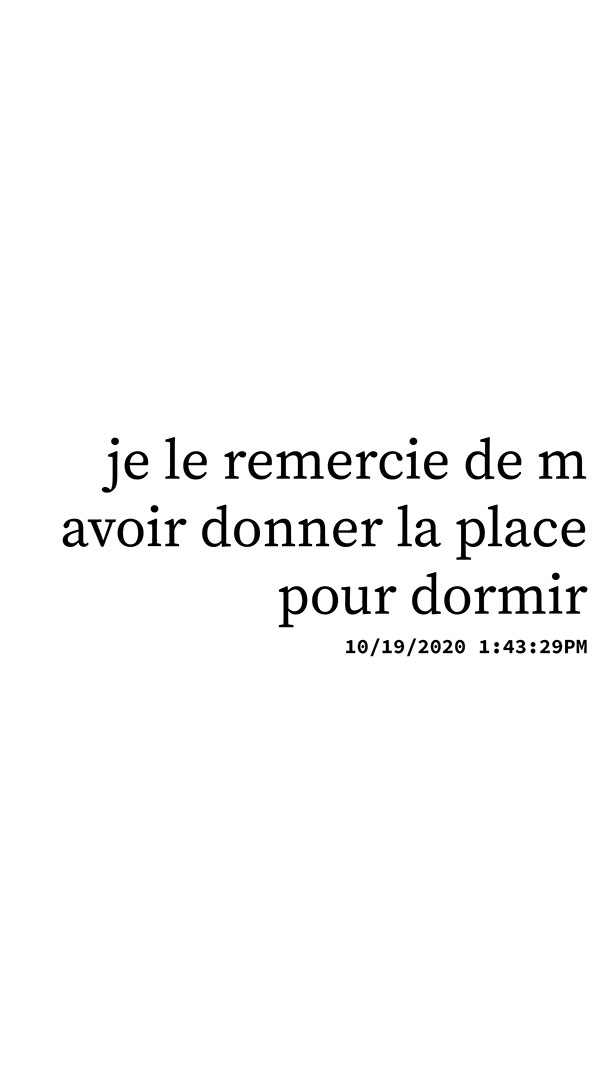 je le remercie de m
avoir donner la place
pour dormir
10/19/2020 1:43:29PM